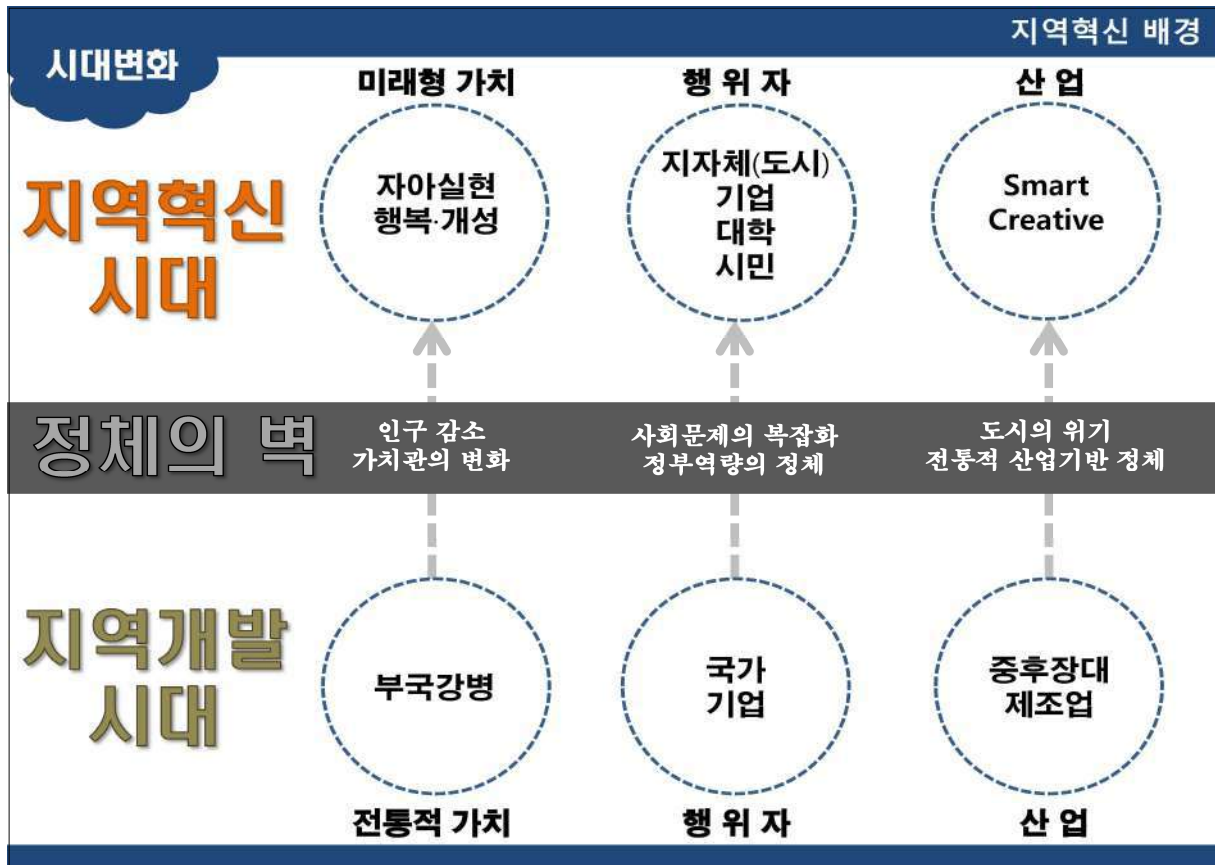 지역혁신 배경
시대변화
미래형 가치
행 위 자
산 업
지역혁신
시대
자아실현
행복·개성
지자체(도시)
기업
대학
시민
Smart
Creative
정체의 벽
인구 감소
가치관의 변화
사회문제의 복잡화
정부역량의 정체
도시의 위기
전통적 산업기반 정체
지역개발
시대
부국강병
국가
기업
중후장대
제조업
전통적 가치
행 위 자
산 업